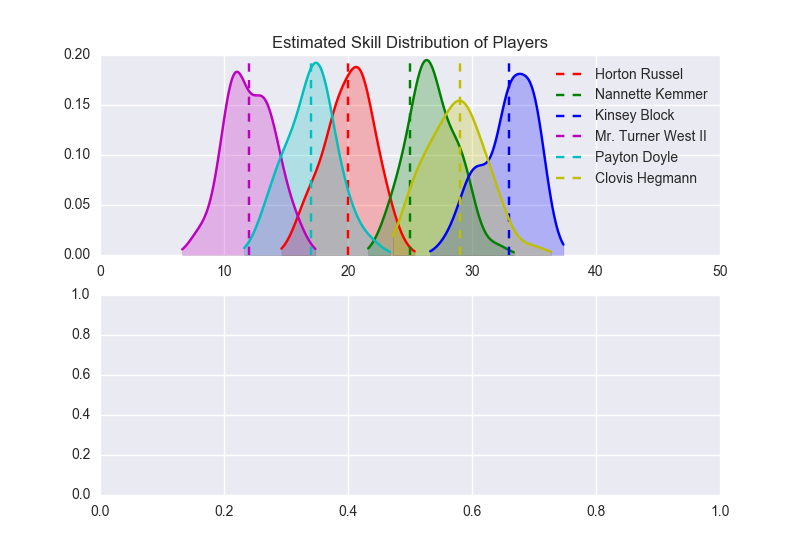 Estimated Skill Distribution of Players
0.20
0.15
0.10
0.05
0.00
Horton Russel
Nannette Kemmer
Kinsey Block
Mr. Turner West II
Payton Doyle
Clovis Hegmann
0 10 20 30 40 50
1.0
0.8
0.6
0.4
0.2
0.0
0.0 0.2 0.4 0.6 0.8 1.0